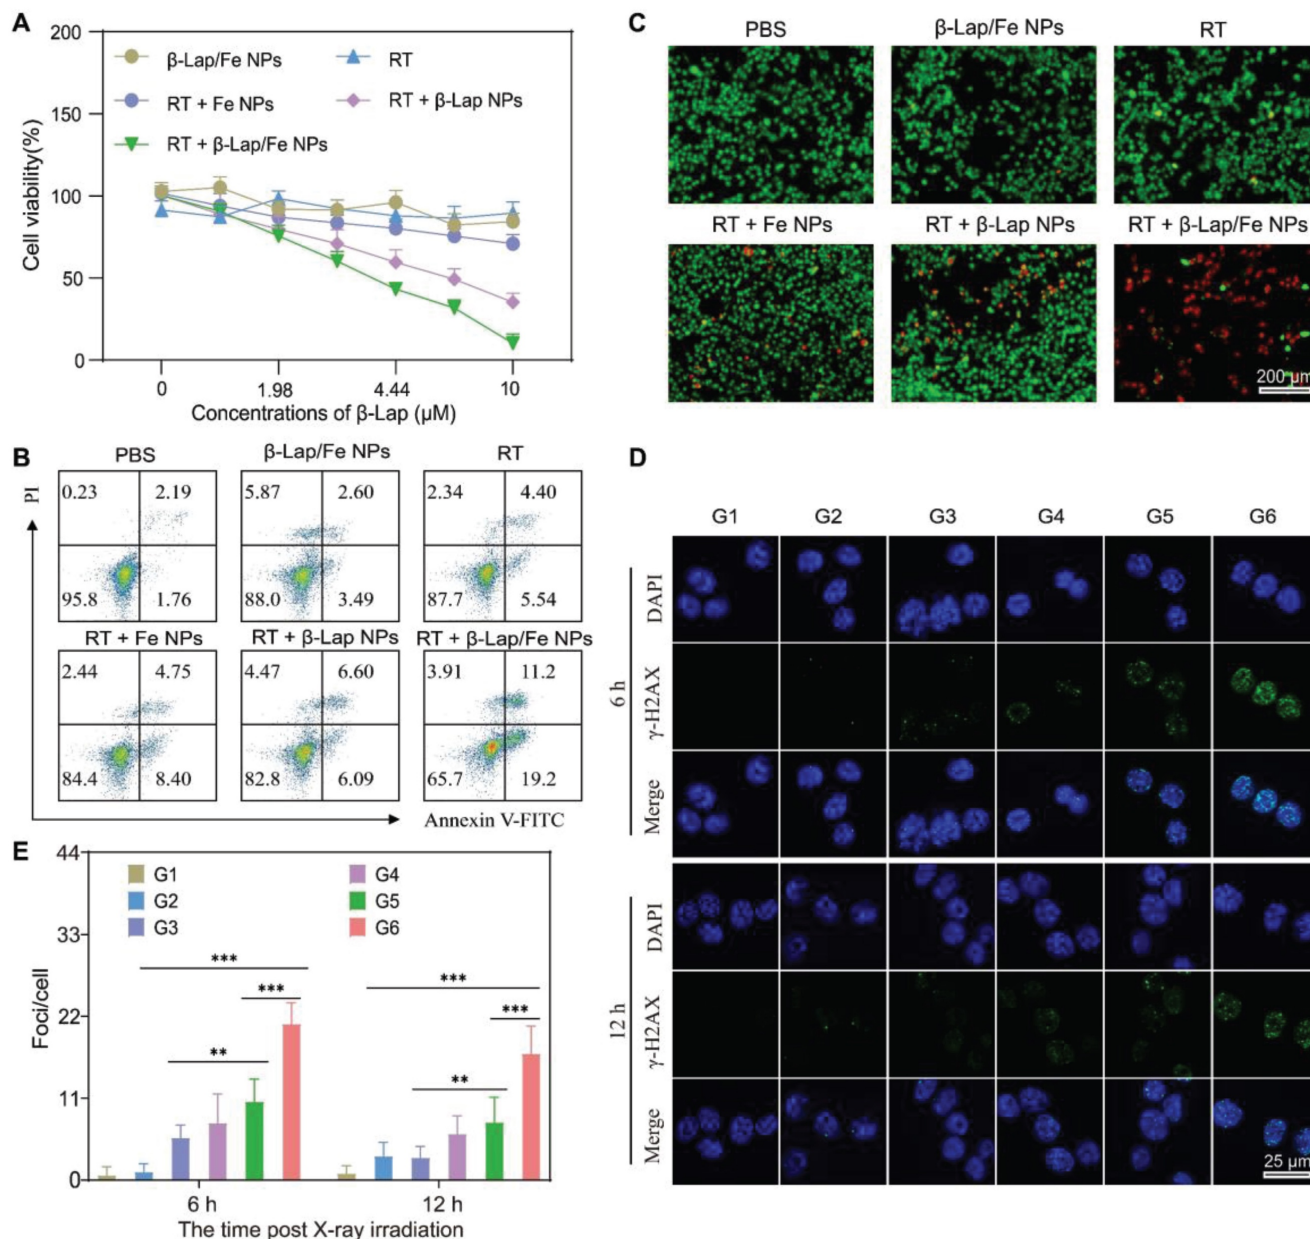 A
200
150
100
50
0
Cell viability(%)
β-Lap/Fe NPs
RT
RT + Fe NPs
RT + β-Lap NPs
RT + β-Lap/Fe NPs
0
1.98
4.44
10
Concentrations of β-Lap (μM)
C
PBS
β-Lap/Fe NPs
RT
RT + Fe NPs
RT + β-Lap NPs
RT + β-Lap/Fe NPs
200 μm
B
PI
PBS
β-Lap/Fe NPs
RT
0.23
2.19
5.87
2.60
2.34
4.40
95.8
1.76
88.0
3.49
87.7
5.54
RT + Fe NPs
RT + β-Lap NPs
RT + β-Lap/Fe NPs
2.44
4.75
4.47
6.60
3.91
11.2
84.4
8.40
82.8
6.09
65.7
19.2
Annexin V-FITC
D
G1
G2
G3
G4
G5
G6
6 h
DAPI
γ-H2AX
Merge
12 h
DAPI
γ-H2AX
Merge
25 μm
E
44
33
22
11
0
Foci/cell
G1
G4
G2
G5
G3
G6
***
***
**
***
***
**
6 h
12 h
The time post X-ray irradiation